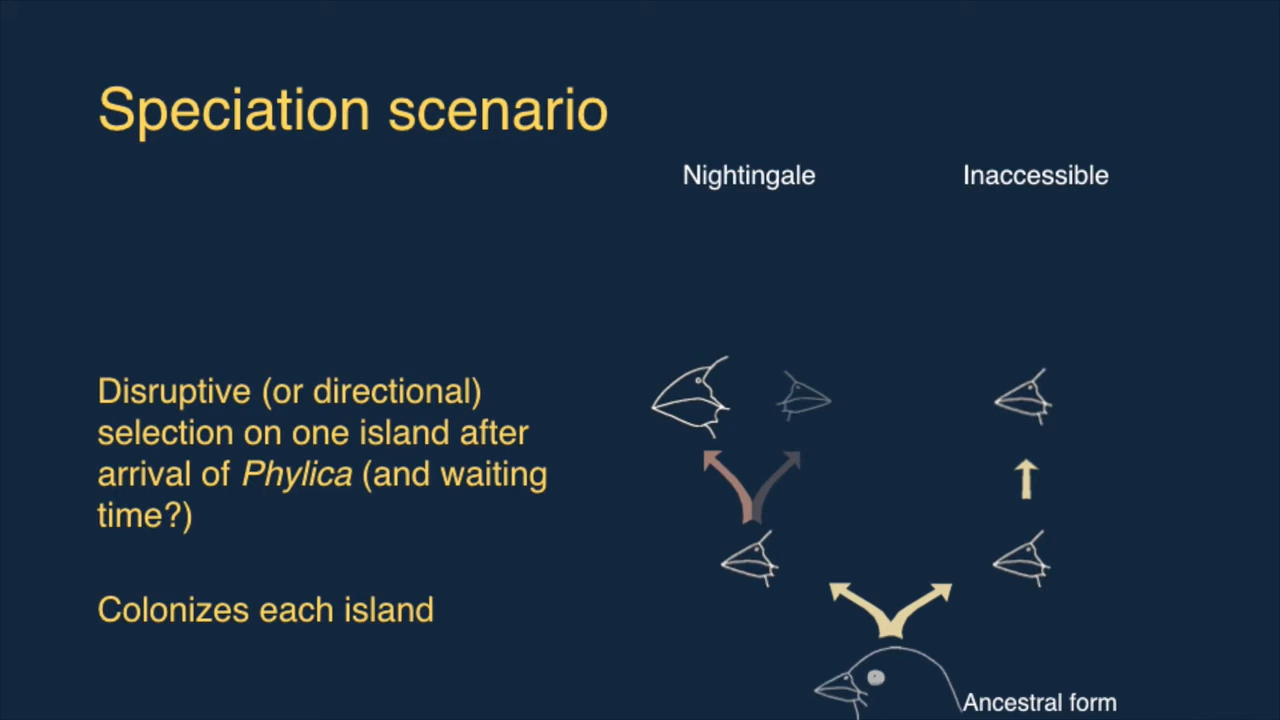 Speciation scenario
Nightingale
Inaccessible
Disruptive (or directional)
selection on one island after
arrival of Phylica (and waiting
time?)
Colonizes each island
Ancestral form